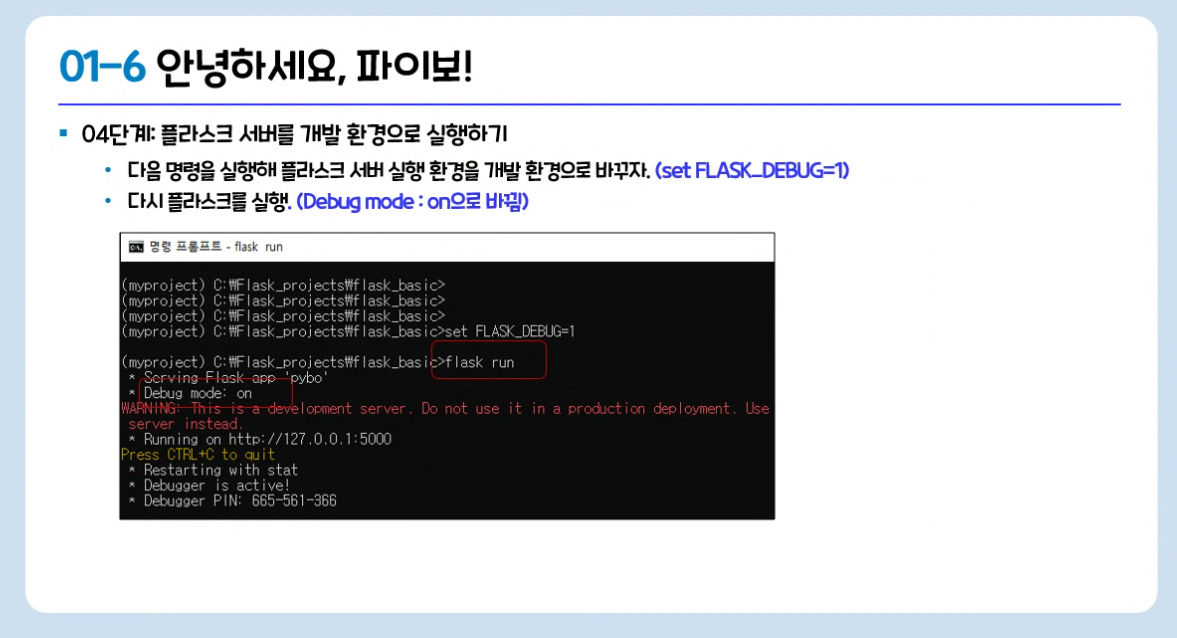 01-6 안녕하세요, 파이보!
04단계: 플라스크 서버를 개발 환경으로 실행하기
다음 명령을 실행해 플라스크 서버 실행 환경을 개발 환경으로 바꾸자. (set FLASK_DEBUG=1)
다시 플라스크를 실행. (Debug mode : on으로 바뀜)
명령 프롬프트 - flask run
(myproject) C:₩Flask_projects₩flask_basic>
(myproject) C:₩Flask_projects₩flask_basic>
(myproject) C:₩Flask_projects₩flask_basic>
(myproject) C:₩Flask_projects₩flask_basic>set FLASK_DEBUG=1
(myproject) C:₩Flask_projects₩flask_basic>flask run
* Serving Flask app 'pybo'
* Debug mode: on
WARNING: This is a development server. Do not use it in a production deployment. Use
server instead.
* Running on http://127.0.0.1:5000
Press CTRL+C to quit
* Restarting with stat
* Debugger is active!
* Debugger PIN: 665-561-366